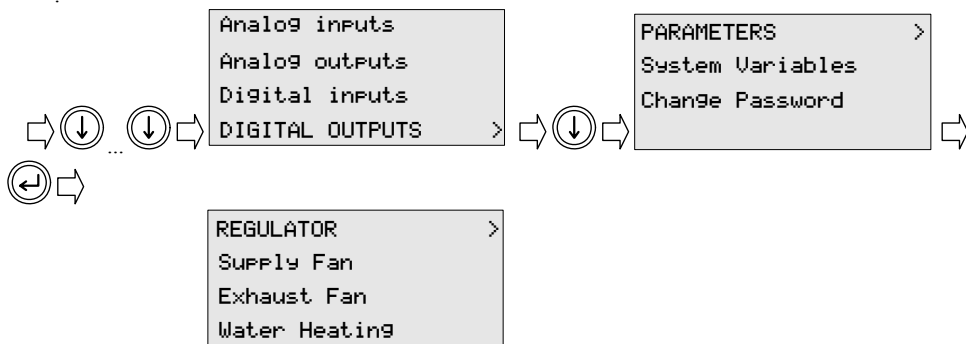 Analog inputs
Analog outputs
Digital inputs
DIGITAL OUTPUTS >
...
PARAMETERS >
System Variables
Change Password
REGULATOR >
Supply Fan
Exhaust Fan
Water Heating